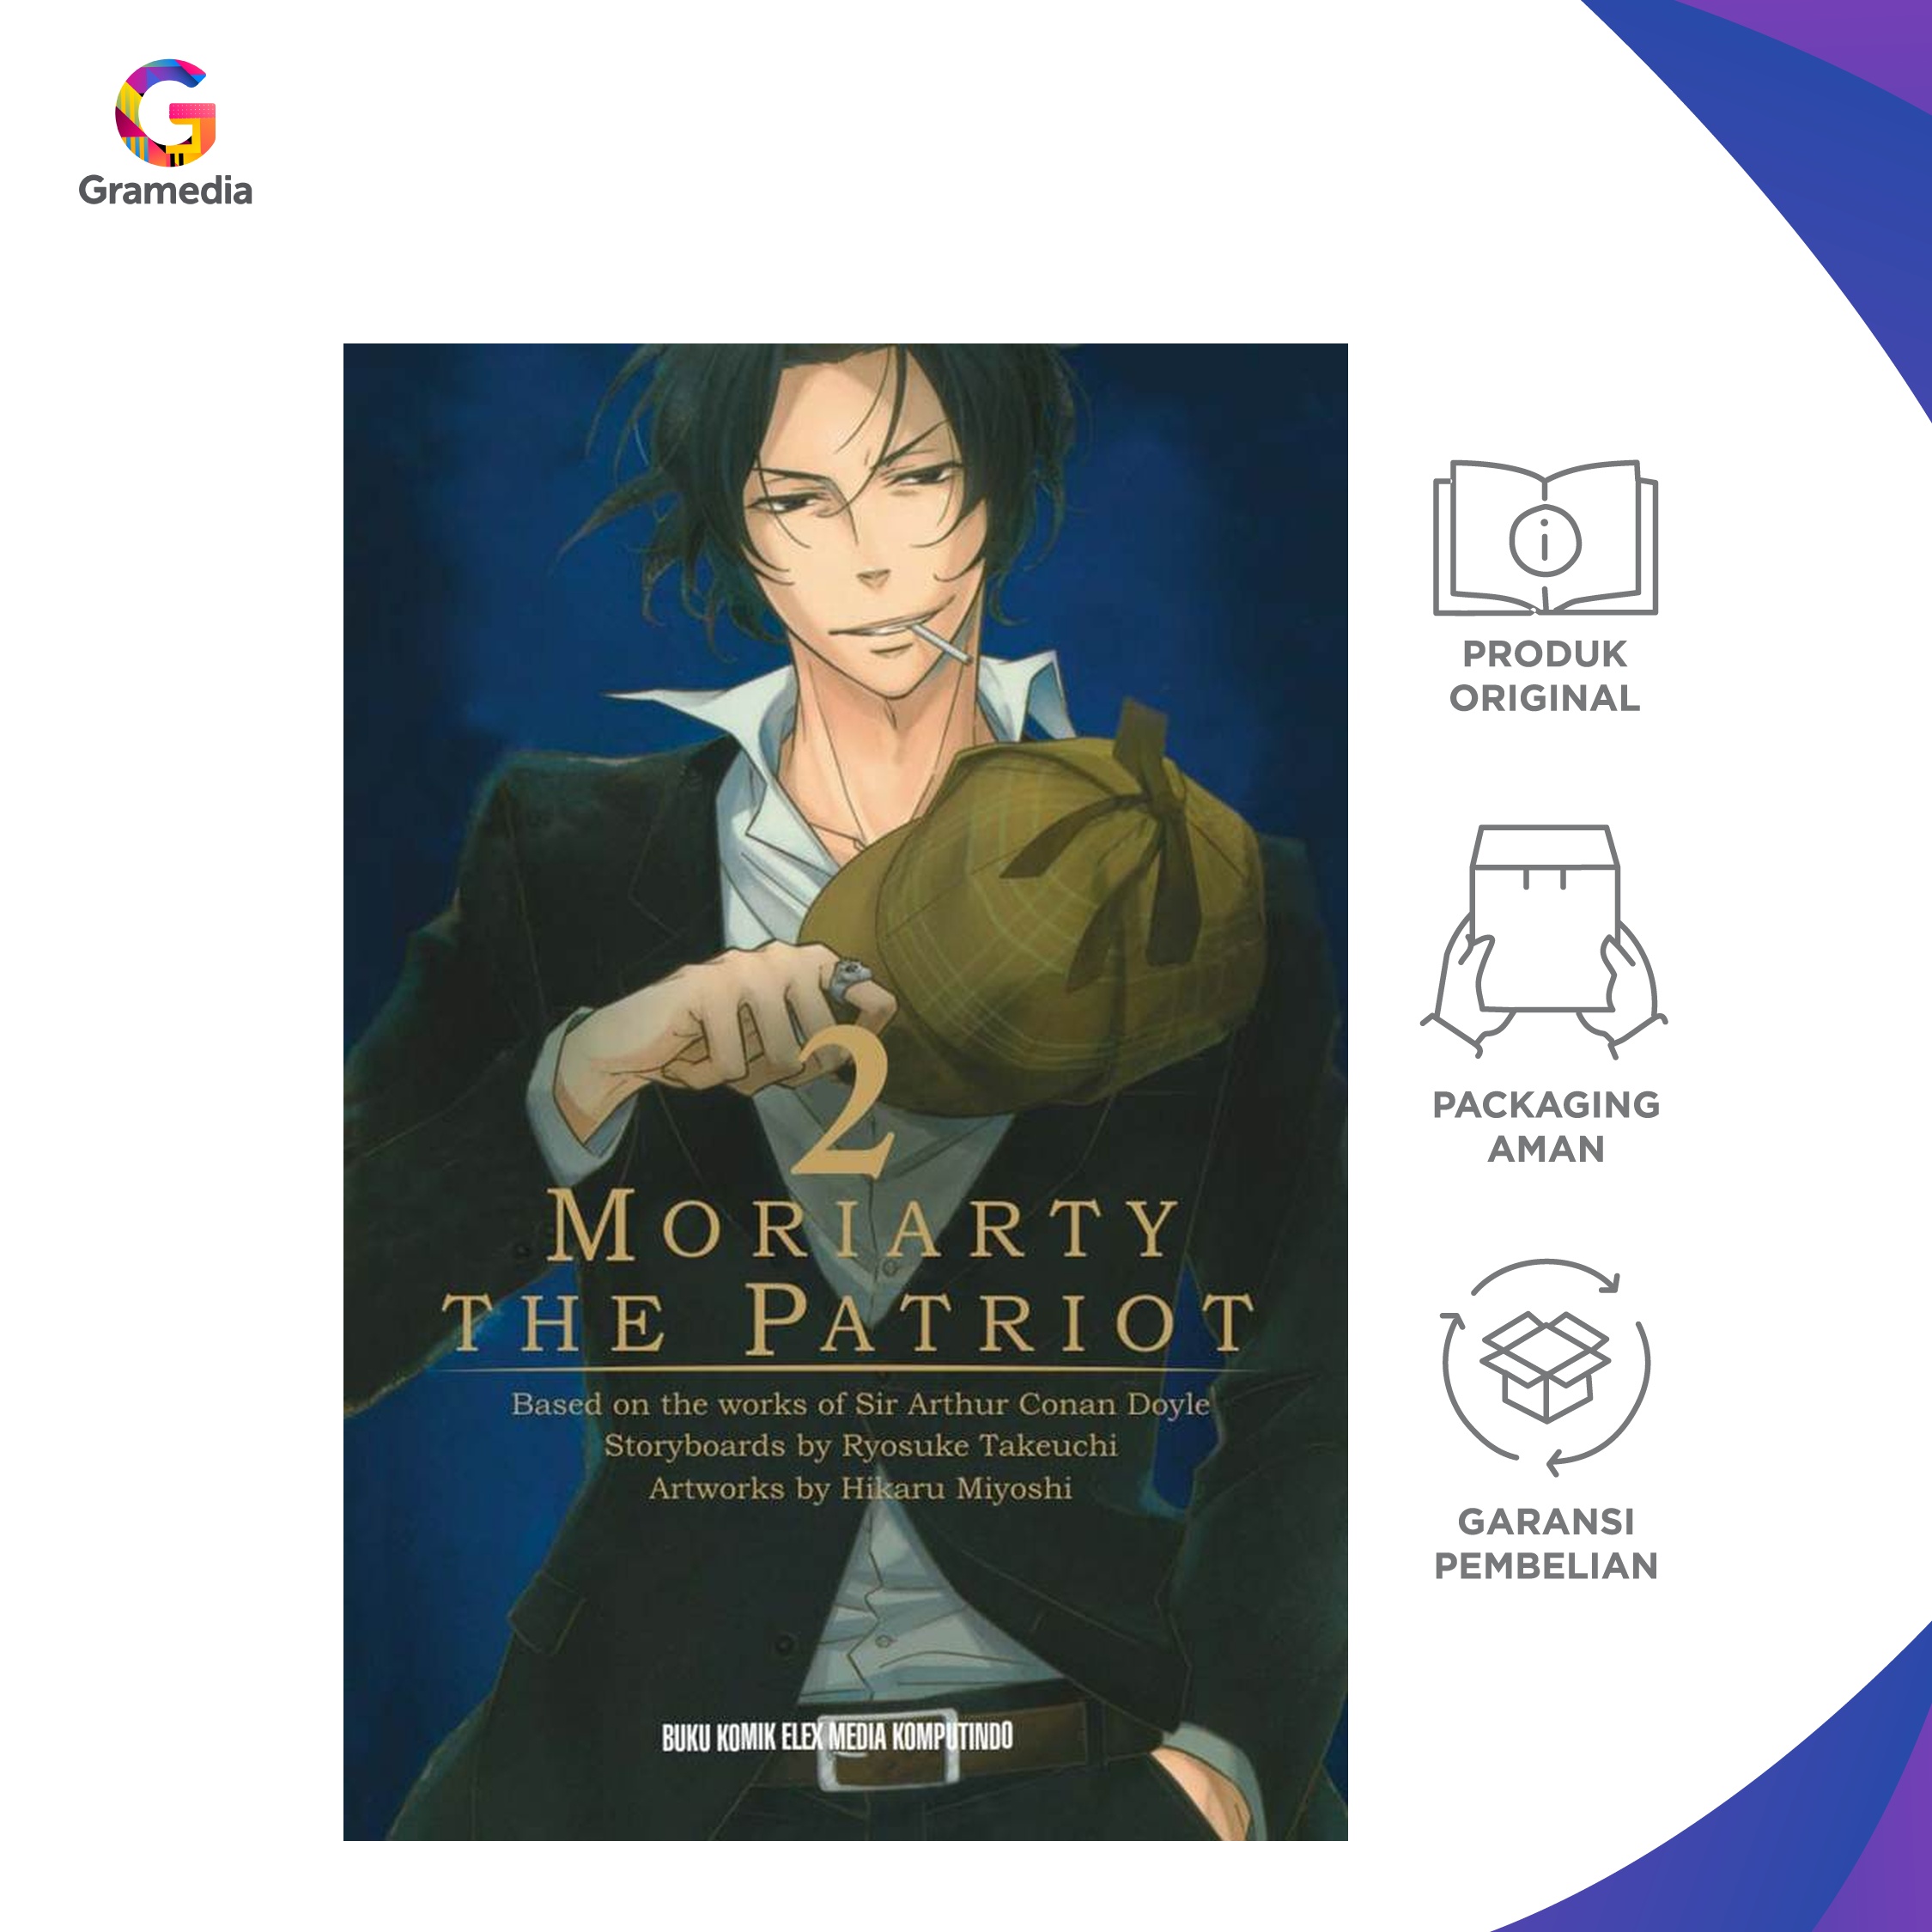 Gramedia
2
MORIARTY
THE PATRIOT
Based on the works of Sir Arthur Conan Doyle
Storyboards by Ryosuke Takeuchi
Artworks by Hikaru Miyoshi
BUKU KOMIK ELEX MEDIA KOMPUTINDO
PRODUK
ORIGINAL
PACKAGING
AMAN
GARANSI
PEMBELIAN